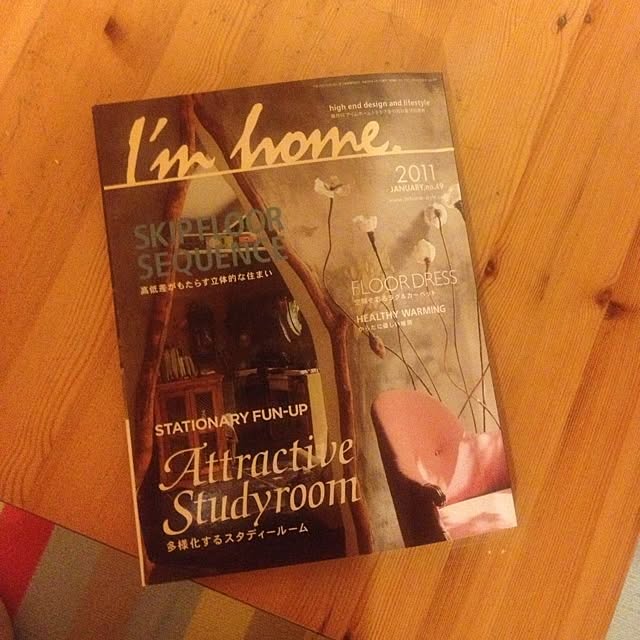 high end design and lifestyle
I'm home.
2011
JANUARY, no.49
SKIP FLOOR
SEQUENCE
高低差がもたらす立体的な住まい
FLOOR DRESS
HEALTHY WARMING
STATIONARY FUN-UP
Attractive
Studyroom
多様化するスタディールーム